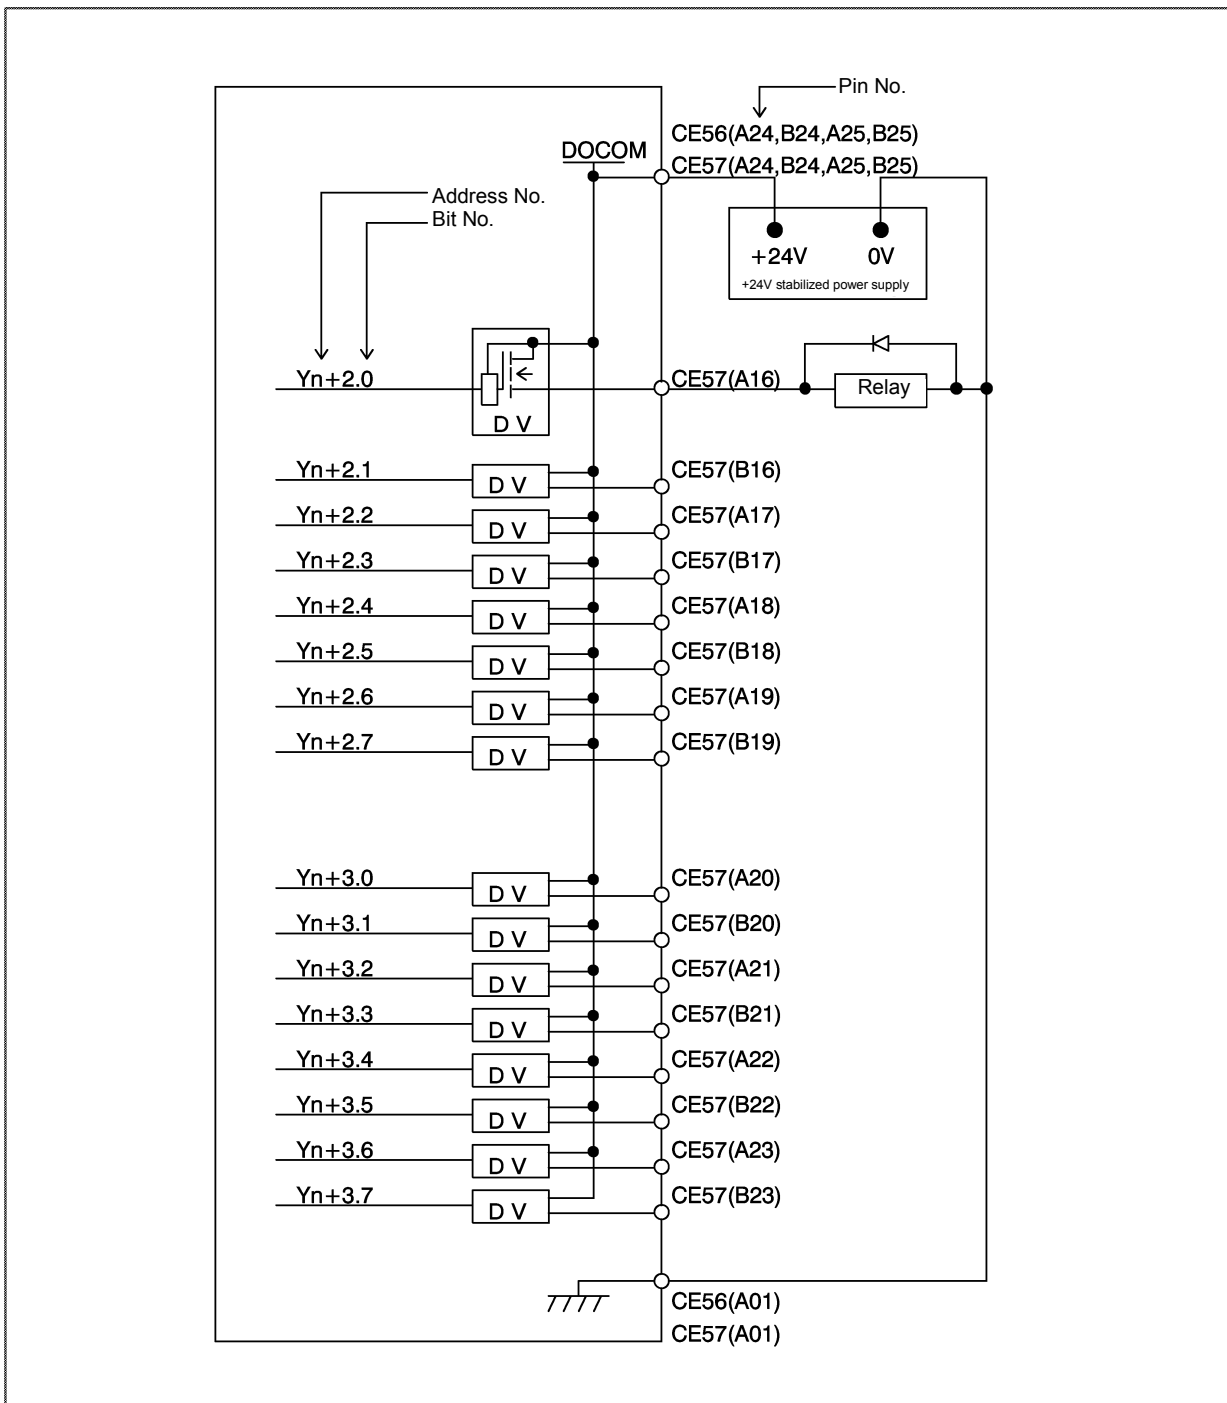 Pin No.
CE56(A24,B24,A25,B25)
DOCOM
CE57(A24,B24,A25,B25)
Address No.
Bit No.
+24V 0V
+24V stabilized power supply
Yn+2.0 CE57(A16) Relay
D V
Yn+2.1 D V CE57(B16)
Yn+2.2 D V CE57(A17)
Yn+2.3 D V CE57(B17)
Yn+2.4 D V CE57(A18)
Yn+2.5 D V CE57(B18)
Yn+2.6 D V CE57(A19)
Yn+2.7 D V CE57(B19)
Yn+3.0 D V CE57(A20)
Yn+3.1 D V CE57(B20)
Yn+3.2 D V CE57(A21)
Yn+3.3 D V CE57(B21)
Yn+3.4 D V CE57(A22)
Yn+3.5 D V CE57(B22)
Yn+3.6 D V CE57(A23)
Yn+3.7 D V CE57(B23)
CE56(A01)
CE57(A01)